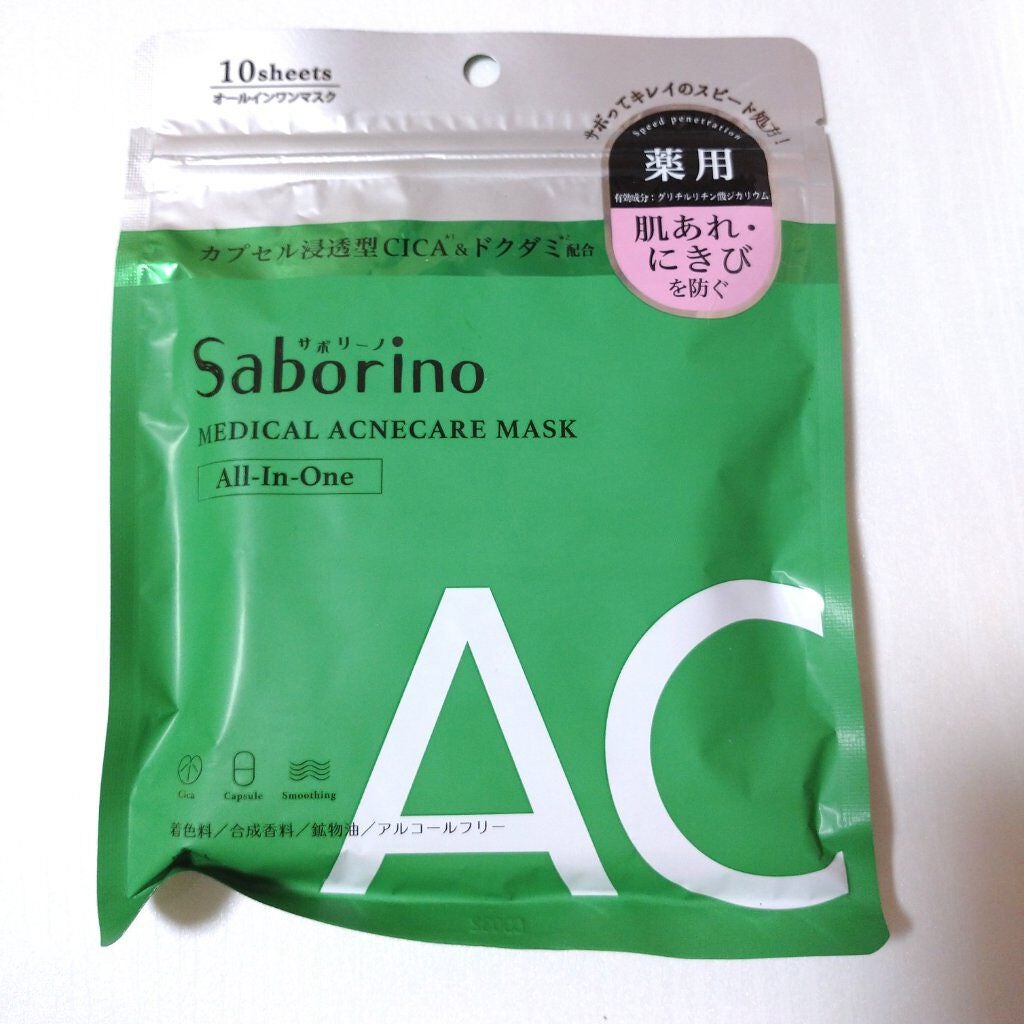 10sheets
オールインワンマスク
サボってキレイのスピード処方!
Speed penetration
薬用
有効成分:グリチルリチン酸ジカリウム
肌あれ・
にきび
を防ぐ
カプセル浸透型CICA&ドクダミ配合
サボリーノ
Saborino
MEDICAL ACNECARE MASK
All-In-One
AC
Cica Capsule Smoothing
着色料/合成香料/鉱物油/アルコールフリー